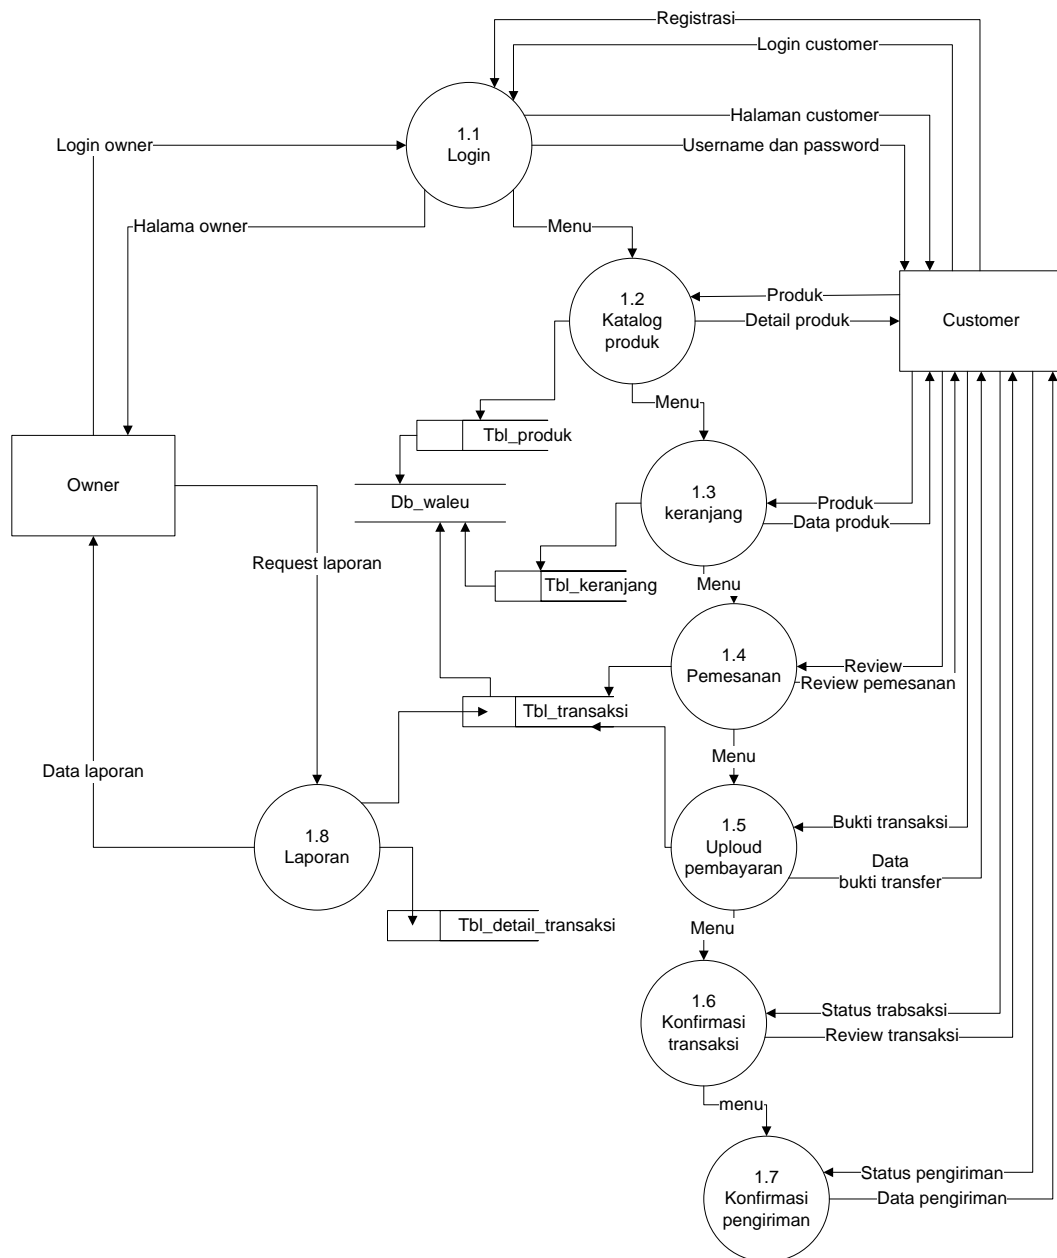 Registrasi
Login customer
Halaman customer
1.1
Login
Login owner
Username dan password
Halama owner
Menu
1.2
Katalog
produk
Produk
Detail produk
Customer
Menu
Tbl_produk
Owner
Db_waleu
1.3
keranjang
Produk
Data produk
Request laporan
Tbl_keranjang
Menu
1.4
Pemesanan
Review
Review pemesanan
Tbl_transaksi
Menu
Data laporan
1.8
Laporan
1.5
Uploud
pembayaran
Bukti transaksi
Data
bukti transfer
Tbl_detail_transaksi
Menu
1.6
Konfirmasi
transaksi
Status trabsaksi
Review transaksi
menu
1.7
Konfirmasi
pengiriman
Status pengiriman
Data pengiriman